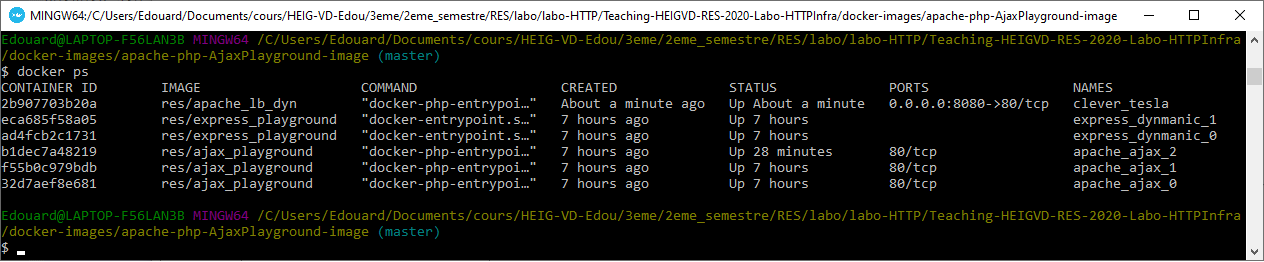 MINGW64:/C/Users/Edouard/Documents/cours/HEIG-VD-Edou/3eme/2eme_semestre/RES/labo/labo-HTTP/Teaching-HEIGVD-RES-2020-Labo-HTTPInfra/docker-images/apache-php-AjaxPlayground-image
Edouard@LAPTOP-F56LAN3B MINGW64 /C/Users/Edouard/Documents/cours/HEIG-VD-Edou/3eme/2eme_semestre/RES/labo/labo-HTTP/Teaching-HEIGVD-RES-2020-Labo-HTTPInfra
/docker-images/apache-php-AjaxPlayground-image (master)
$ docker ps
CONTAINER ID IMAGE COMMAND CREATED STATUS PORTS NAMES
2b907703b20a res/apache_lb_dyn "docker-php-entrypoi…" About a minute ago Up About a minute 0.0.0.0:8080->80/tcp clever_tesla
eca685f58a05 res/express_playground "docker-entrypoint.s…" 7 hours ago Up 7 hours express_dynmanic_1
ad4fcb2c1731 res/express_playground "docker-entrypoint.s…" 7 hours ago Up 7 hours express_dynmanic_0
b1dec7a48219 res/ajax_playground "docker-php-entrypoi…" 7 hours ago Up 28 minutes 80/tcp apache_ajax_2
f55b0c979bdb res/ajax_playground "docker-php-entrypoi…" 7 hours ago Up 7 hours 80/tcp apache_ajax_1
32d7aef8e681 res/ajax_playground "docker-php-entrypoi…" 7 hours ago Up 7 hours 80/tcp apache_ajax_0
Edouard@LAPTOP-F56LAN3B MINGW64 /C/Users/Edouard/Documents/cours/HEIG-VD-Edou/3eme/2eme_semestre/RES/labo/labo-HTTP/Teaching-HEIGVD-RES-2020-Labo-HTTPInfra
/docker-images/apache-php-AjaxPlayground-image (master)
$